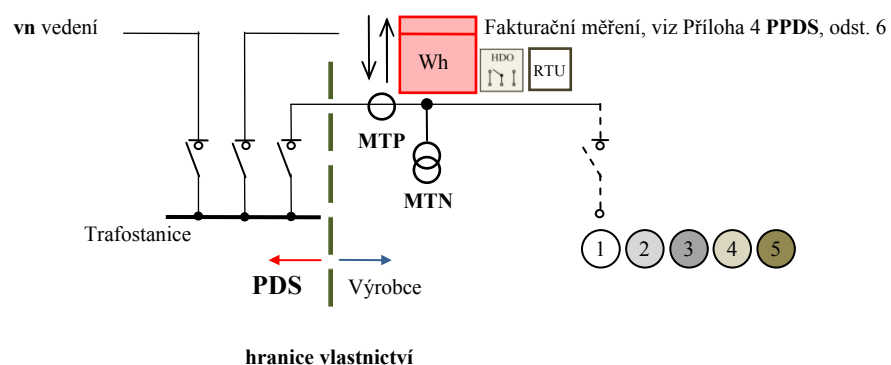 vn vedení
Fakturační měření, viz Příloha 4 PPDS, odst. 6
Wh
HDO
RTU
MTP
MTN
Trafostanice
1 2 3 4 5
PDS
Výrobce
hranice vlastnictví